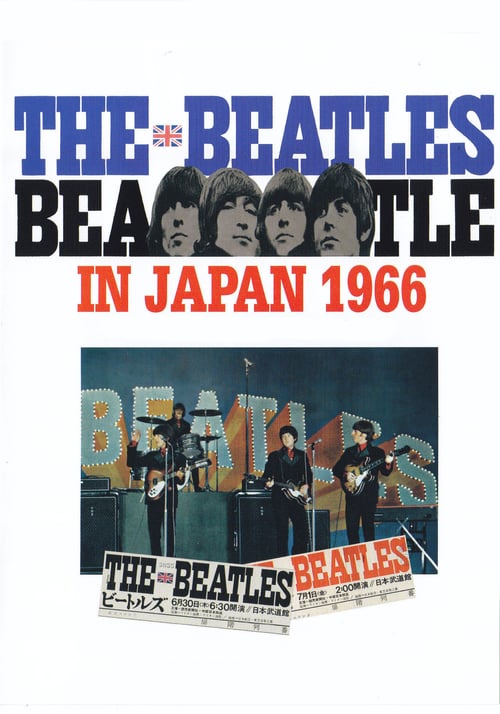 THE BEATLES
BEA TLE
IN JAPAN 1966
BEATLES
THE BEATLES
ビートルズ 6月30日(木)6:30開演//日本武道館
BEATLES
7月1日(金) 2:00開演//日本武道館